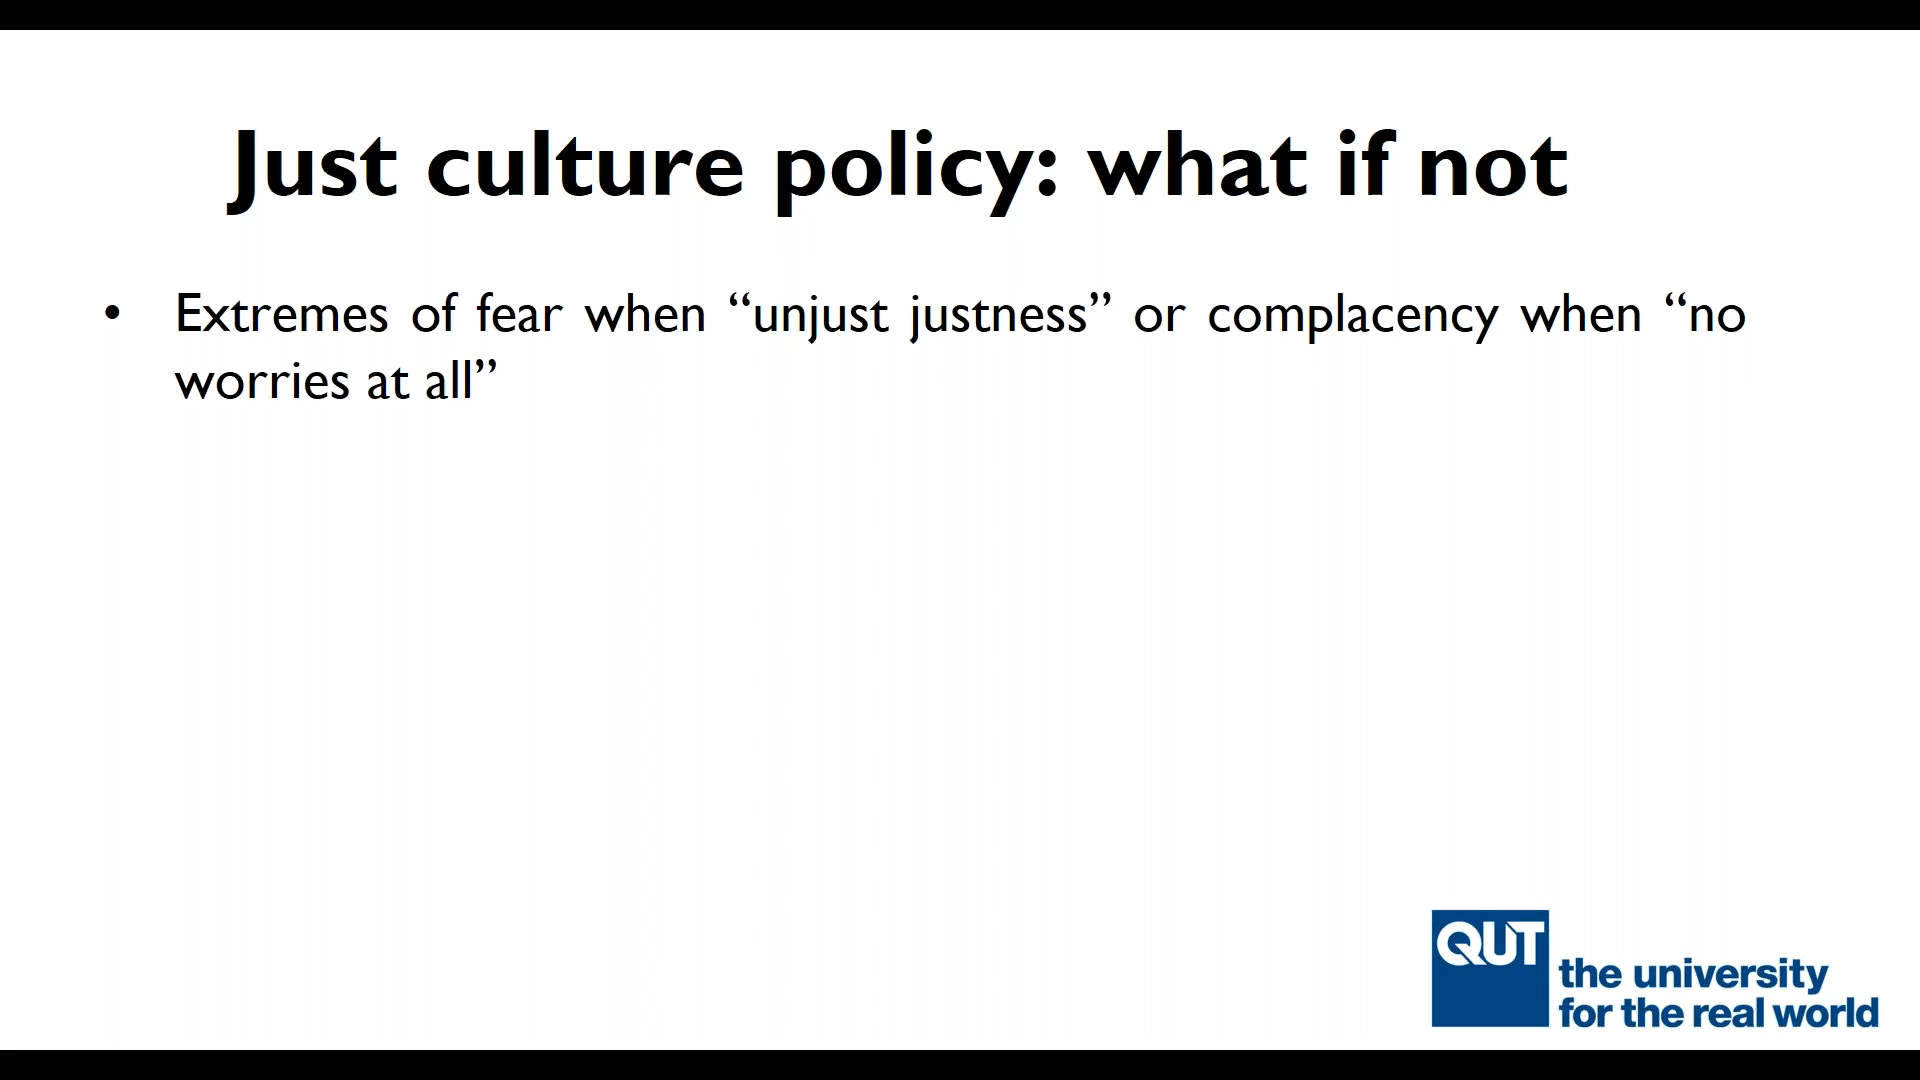 Just culture policy: what if not
• Extremes of fear when “unjust justness” or complacency when “no
worries at all”
QUT
the university
for the real world